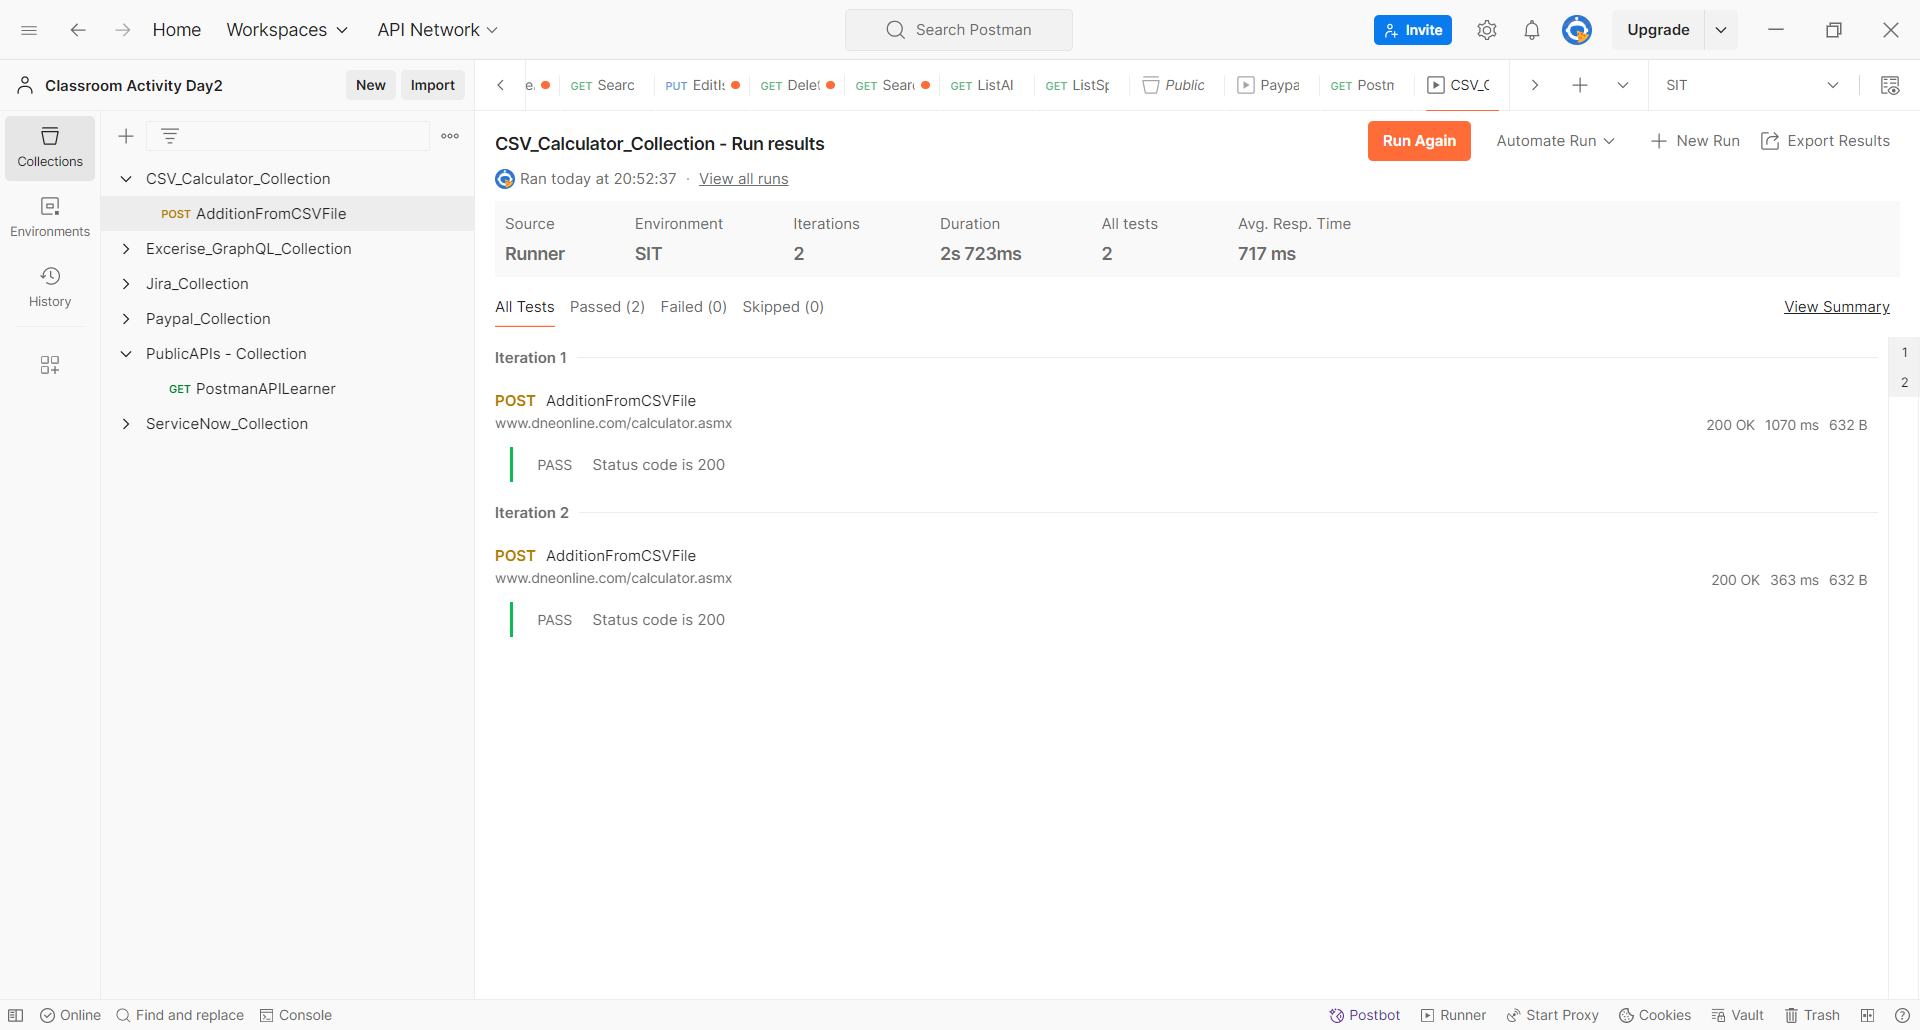 Home Workspaces API Network Search Postman Invite Upgrade
Classroom Activity Day2 New Import e. GET Searc PUT EditIs GET Delet GET Sear GET ListAl GET ListSp Public Paypa GET Postm CSV_C SIT
Collections
Environments
History
CSV_Calculator_Collection
POST AdditionFromCSVFile
Excerise_GraphQL_Collection
Jira_Collection
Paypal_Collection
PublicAPIs - Collection
GET PostmanAPILearner
ServiceNow_Collection
CSV_Calculator_Collection - Run results
Run Again Automate Run New Run Export Results
Ran today at 20:52:37 · View all runs
Source Environment Iterations Duration All tests Avg. Resp. Time
Runner SIT 2 2s 723ms 2 717 ms
All Tests Passed (2) Failed (0) Skipped (0) View Summary
Iteration 1
1
2
POST AdditionFromCSVFile
www.dneonline.com/calculator.asmx
200 OK 1070 ms 632 B
PASS Status code is 200
Iteration 2
POST AdditionFromCSVFile
www.dneonline.com/calculator.asmx
200 OK 363 ms 632 B
PASS Status code is 200
Online Find and replace Console Postbot Runner Start Proxy Cookies Vault Trash